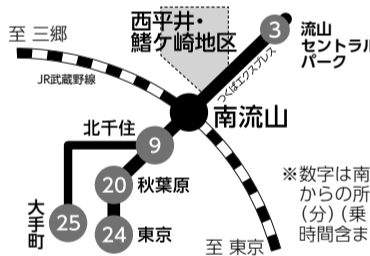 西平井・
鰭ケ崎地区
至 三郷
3
流山
セントラル
パーク
JR武蔵野線
つくばエクスプレス
南流山
北千住
9
20
秋葉原
大手町
25
24
東京
至 東京
※数字は南
からの所
（分）（乗
時間含ま